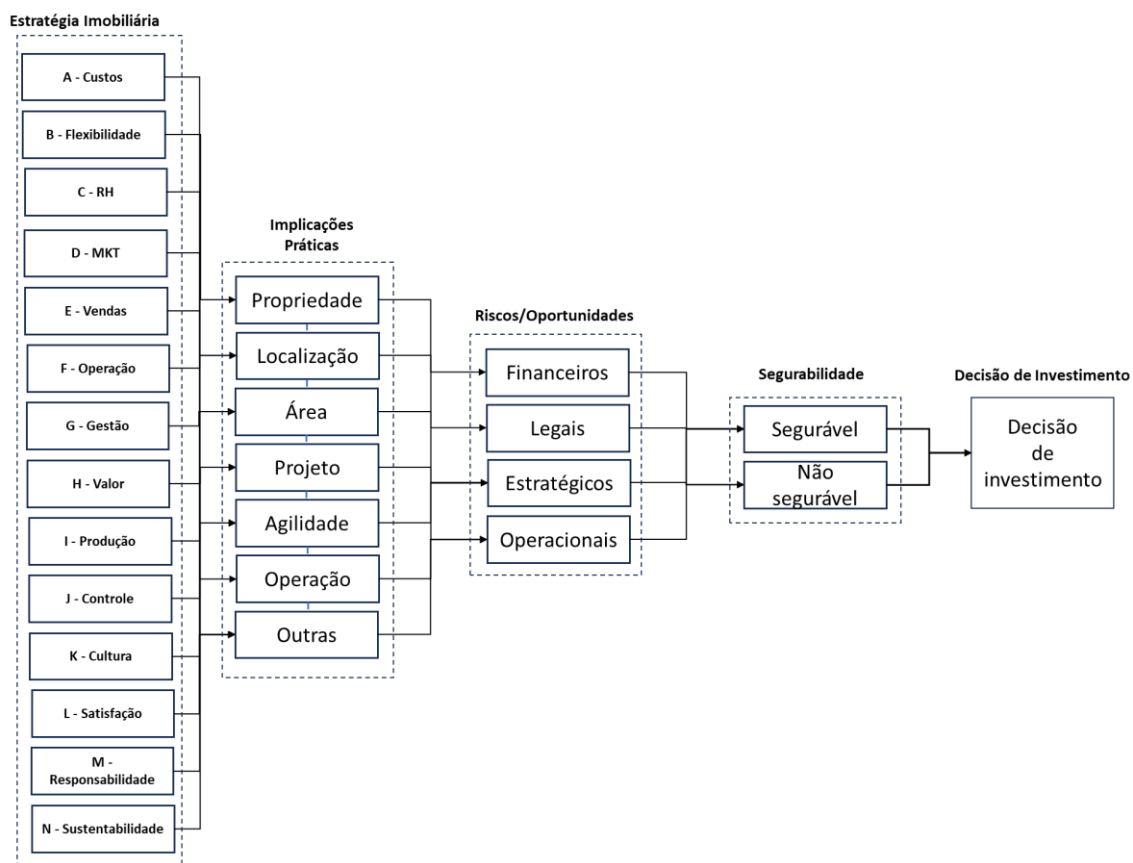 Estratégia Imobiliária
A - Custos
B - Flexibilidade
C - RH
D - MKT
E - Vendas
F - Operação
G - Gestão
H - Valor
I - Produção
J - Controle
K - Cultura
L - Satisfação
M -
Responsabilidade
N - Sustentabilidade
Implicações
Práticas
Propriedade
Localização
Área
Projeto
Agilidade
Operação
Outras
Riscos/Oportunidades
Financeiros
Legais
Estratégicos
Operacionais
Segurabilidade
Segurável
Não
segurável
Decisão de Investimento
Decisão
de
investimento